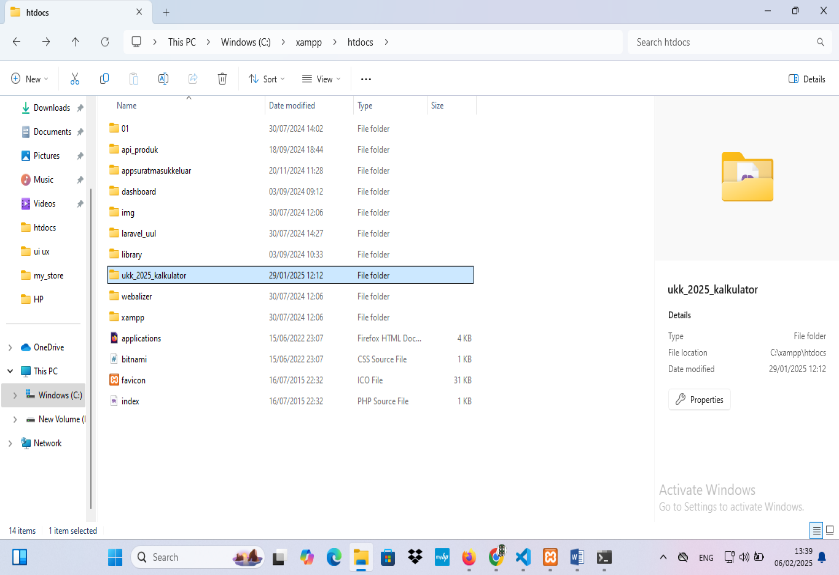 htdocs
This PC > Windows (C:) > xampp > htdocs >
Search htdocs
New
Sort
View
Details
Name Date modified Type Size
01 30/07/2024 14:02 File folder
api_produk 18/09/2024 18:44 File folder
appsuratmasukkeluar 20/11/2024 11:28 File folder
dashboard 03/09/2024 09:12 File folder
img 30/07/2024 12:06 File folder
laravel_uul 30/07/2024 14:27 File folder
library 03/09/2024 10:33 File folder
ukk_2025_kalkulator 29/01/2025 12:12 File folder
webalizer 30/07/2024 12:06 File folder
xampp 30/07/2024 12:06 File folder
applications 15/06/2022 23:07 Firefox HTML Doc... 4 KB
bitnami 15/06/2022 23:07 CSS Source File 1 KB
favicon 16/07/2015 22:32 ICO File 31 KB
index 16/07/2015 22:32 PHP Source File 1 KB
Downloads
Documents
Pictures
Music
Videos
htdocs
ui ux
my_store
HP
OneDrive
This PC
Windows (C:)
New Volume (
Network
ukk_2025_kalkulator
Details
Type File folder
File location C:\xampp\htdocs
Date modified 29/01/2025 12:12
Properties
Activate Windows
Go to Settings to activate Windows.
14 items 1 item selected
Search
ENG
13:39
06/02/2025